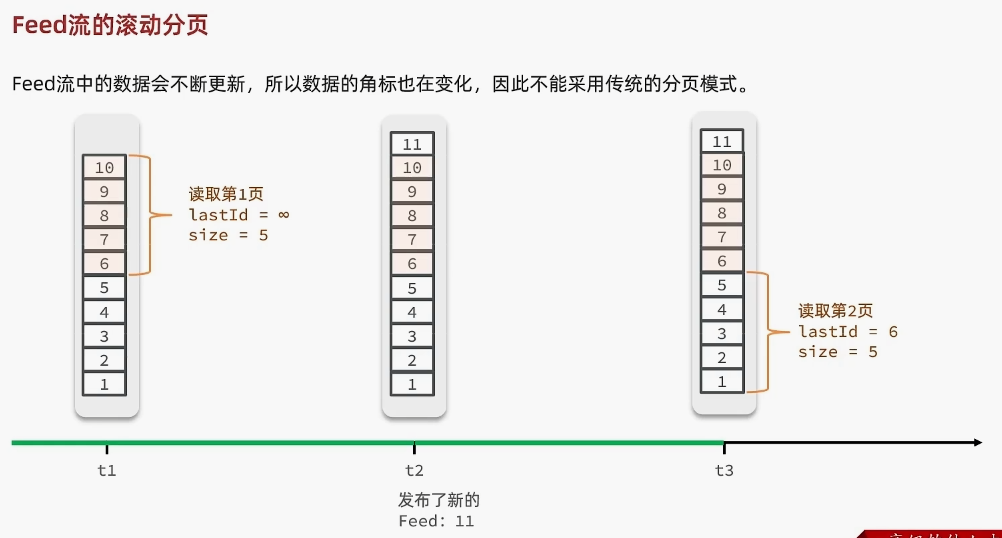 Feed流的滚动分页
Feed流中的数据会不断更新，所以数据的角标也在变化，因此不能采用传统的分页模式。
10
9
8
7
6
5
4
3
2
1
读取第1页
lastId = ∞
size = 5
11
10
9
8
7
6
5
4
3
2
1
11
10
9
8
7
6
5
4
3
2
1
读取第2页
lastId = 6
size = 5
t1
t2
t3
发布了新的
Feed：11